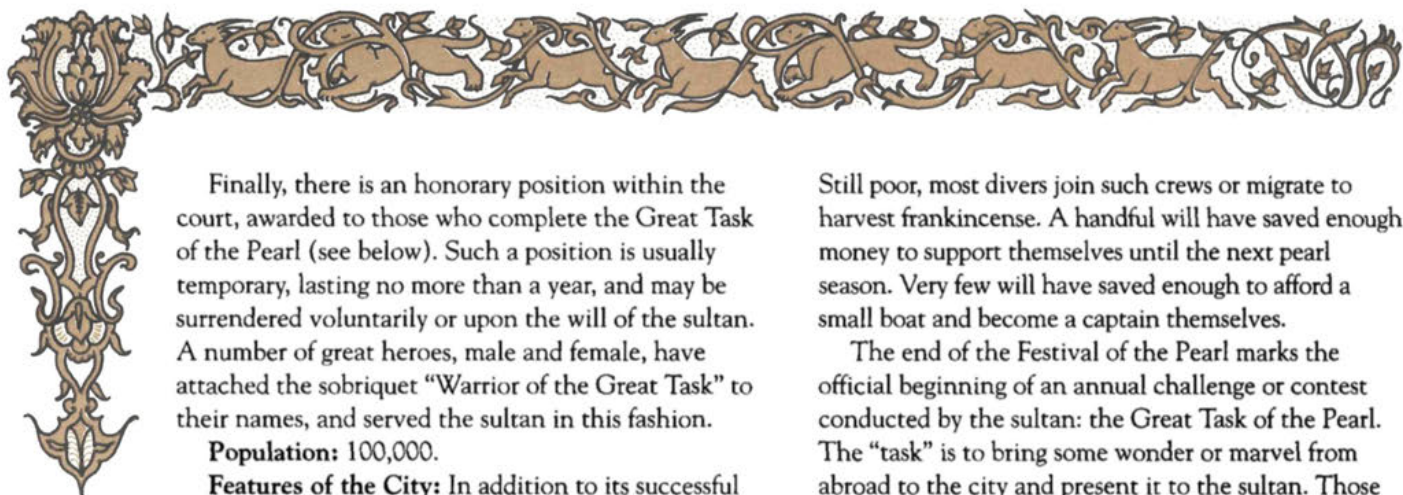 Finally, there is an honorary position within the
court, awarded to those who complete the Great Task
of the Pearl (see below). Such a position is usually
temporary, lasting no more than a year, and may be
surrendered voluntarily or upon the will of the sultan.
A number of great heroes, male and female, have
attached the sobriquet “Warrior of the Great Task” to
their names, and served the sultan in this fashion.
Population: 100,000.
Features of the City: In addition to its successful
Still poor, most divers join such crews or migrate to
harvest frankincense. A handful will have saved enough
money to support themselves until the next pearl
season. Very few will have saved enough to afford a
small boat and become a captain themselves.
The end of the Festival of the Pearl marks the
official beginning of an annual challenge or contest
conducted by the sultan: the Great Task of the Pearl.
The “task” is to bring some wonder or marvel from
abroad to the city and present it to the sultan. Those